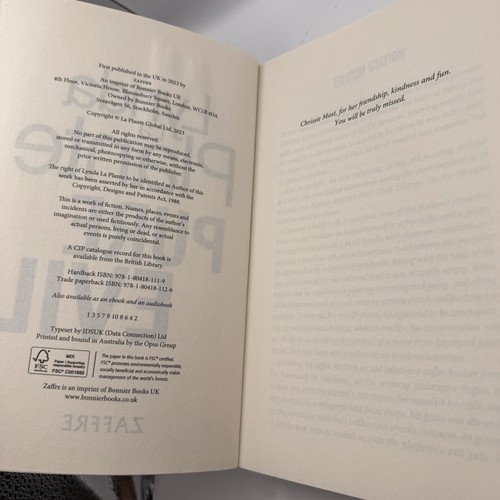 First published in the UK in 2023 by
ZAFFRE
An imprint of Bonnier Books UK
4th Floor, Victoria House, Bloomsbury Square, London, WC1B 4DA
Owned by Bonnier Books
Sveavägen 56, Stockholm, Sweden
Copyright © La Plante Global Ltd, 2023
All rights reserved.
No part of this publication may be reproduced,
stored or transmitted in any form by any means, electronic,
mechanical, photocopying or otherwise, without the
prior written permission of the publisher.
The right of Lynda La Plante to be identified as Author of this
work has been asserted by her in accordance with the
Copyright, Designs and Patents Act, 1988.
This is a work of fiction. Names, places, events and
incidents are either the products of the author's
imagination or used fictitiously. Any resemblance to
actual persons, living or dead, or actual
events is purely coincidental.
A CIP catalogue record for this book is
available from the British Library.
Hardback ISBN: 978-1-80418-111-9
Trade paperback ISBN: 978-1-80418-112-6
Also available as an ebook and an audiobook
1 3 5 7 9 10 8 6 4 2
Typeset by IDSUK (Data Connection) Ltd
Printed and bound in Australia by the Opus Group
FSC
www.fsc.org
MIX
Paper | Supporting
responsible forestry
FSC® C001695
The paper in this book is FSC® certified.
FSC® promotes environmentally responsible,
socially beneficial and economically viable
management of the world's forests.
Zaffre is an imprint of Bonnier Books UK
www.bonnierbooks.co.uk
Chrissie Most, for her friendship, kindness and fun.
You will be truly missed.